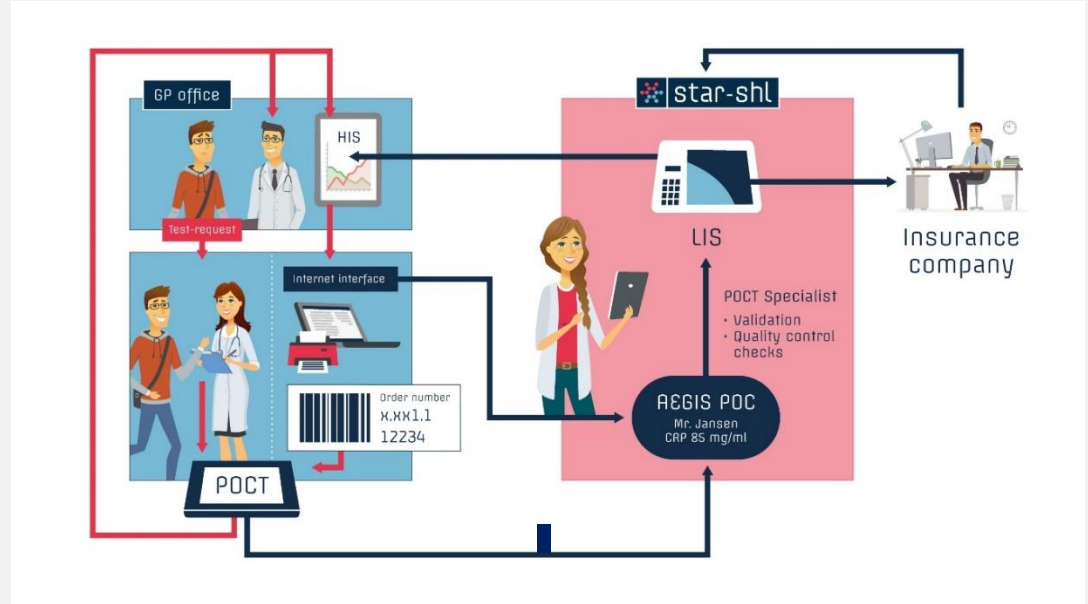 GP office
HIS
Test-request
Internet interface
Order number
x.xx1.1
12234
POCT
star-shl
LIS
POCT Specialist
· Validation
· Quality control
checks
AEGIS POC
Mr. Jansen
CRP 85 mg/ml
Insurance
company